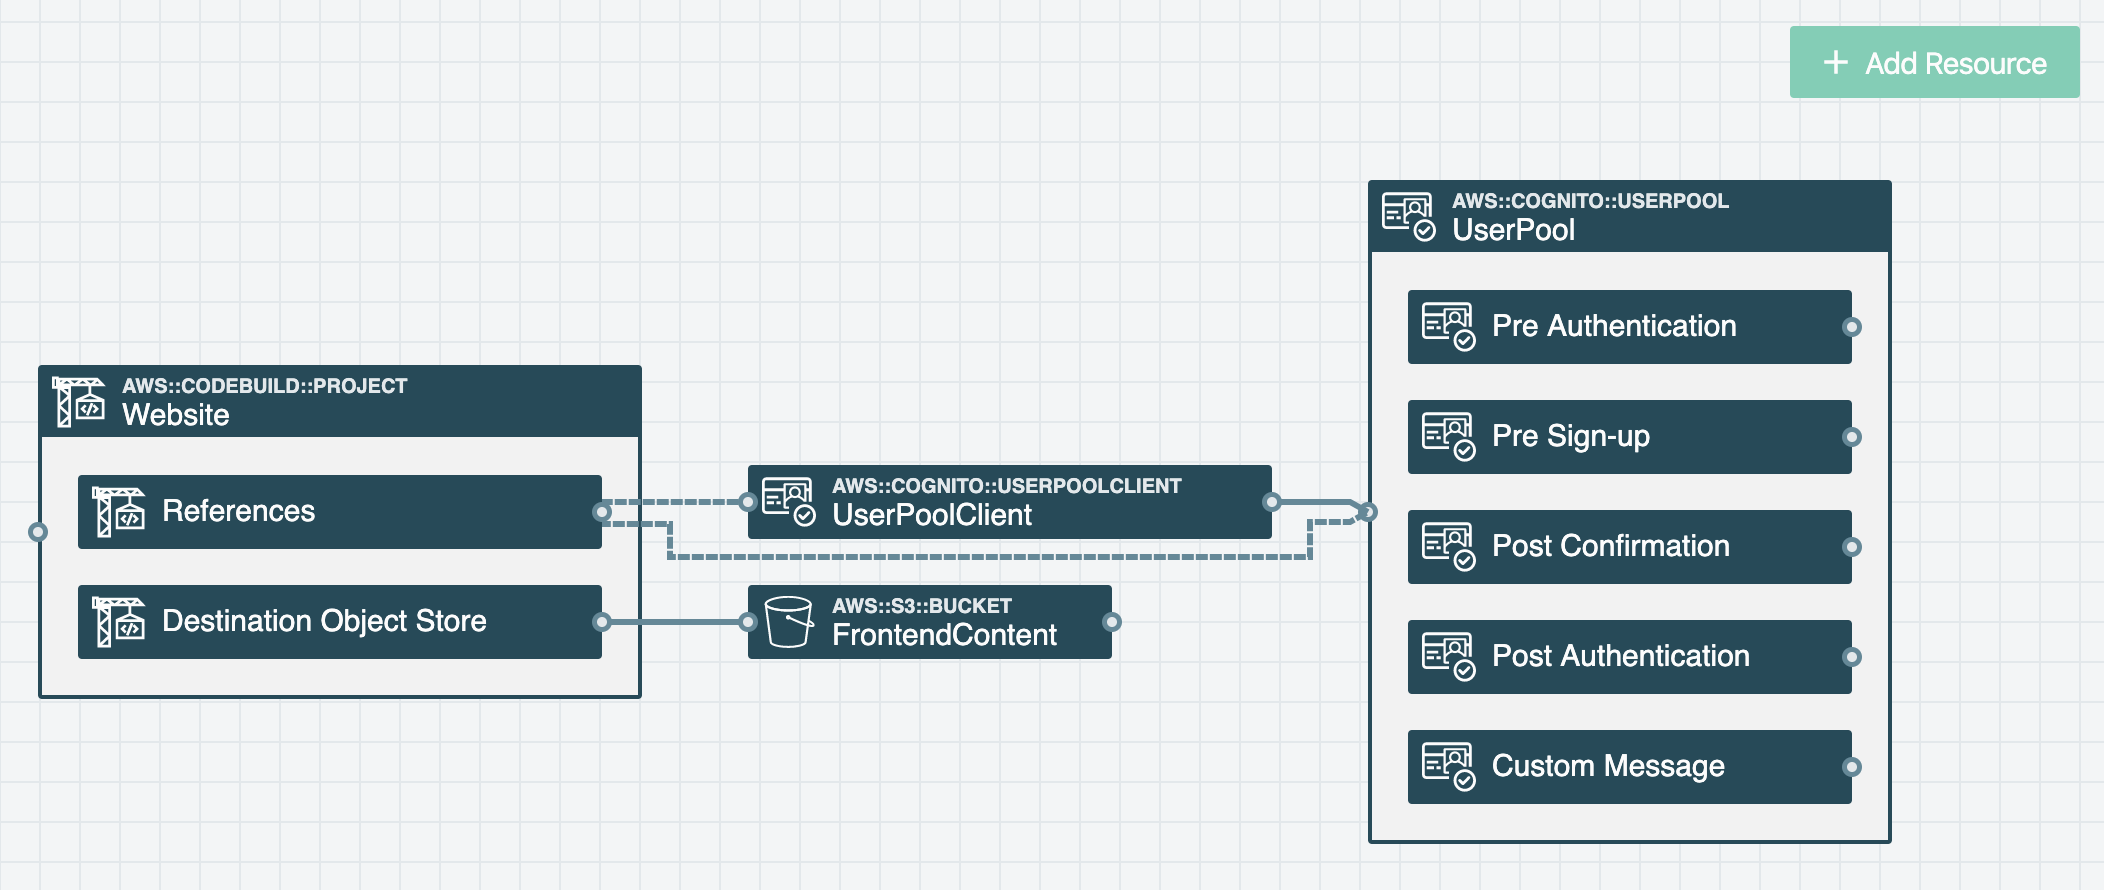 + Add Resource
AWS::COGNITO::USERPOOL
UserPool
Pre Authentication
Pre Sign-up
Post Confirmation
Post Authentication
Custom Message
AWS::CODEBUILD::PROJECT
Website
References
Destination Object Store
AWS::COGNITO::USERPOOLCLIENT
UserPoolClient
AWS::S3::BUCKET
FrontendContent